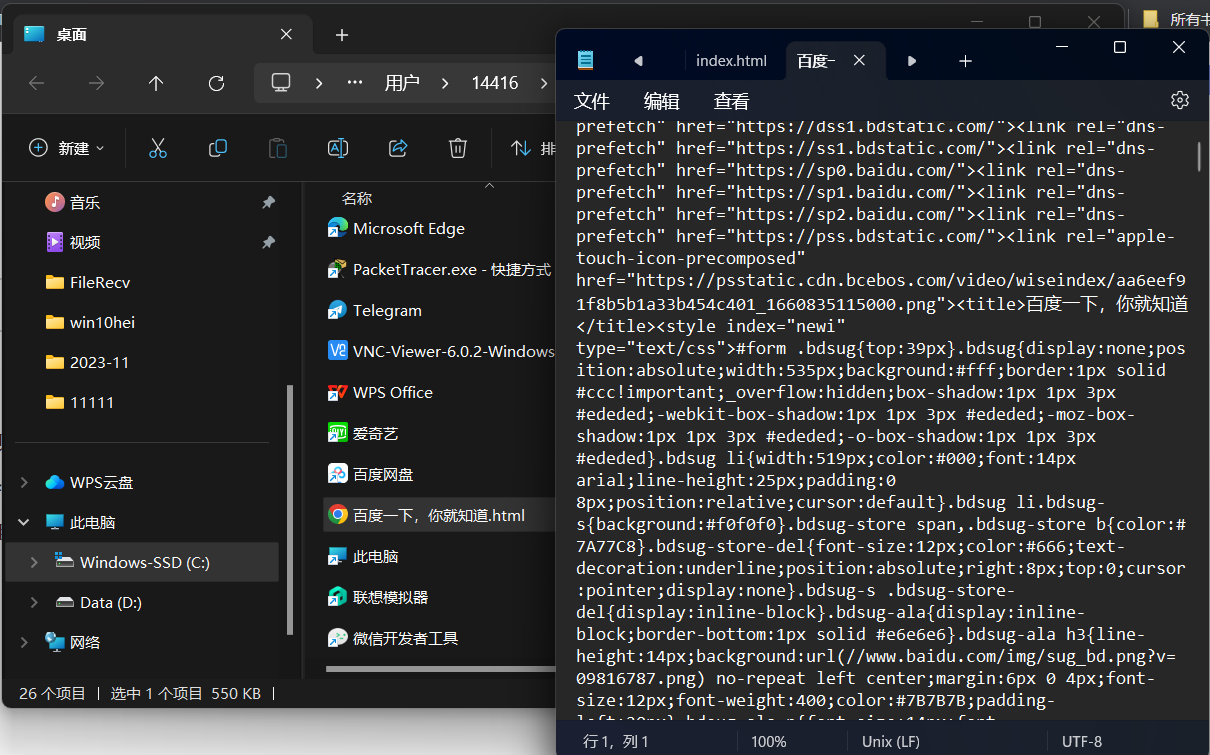 桌面
用户
14416
新建
排
音乐
视频
FileRecv
win10hei
2023-11
11111
WPS云盘
此电脑
Windows-SSD (C:)
Data (D:)
网络
名称
Microsoft Edge
PacketTracer.exe - 快捷方式
Telegram
VNC-Viewer-6.0.2-Windows
WPS Office
爱奇艺
百度网盘
百度一下，你就知道.html
此电脑
联想模拟器
微信开发者工具
26 个项目
选中 1 个项目 550 KB
所有书
index.html
百度一
文件 编辑 查看
prefetch" href="https://dss1.bdstatic.com/"><link rel="dns-
prefetch" href="https://ss1.bdstatic.com/"><link rel="dns-
prefetch" href="https://sp0.baidu.com/"><link rel="dns-
prefetch" href="https://sp1.baidu.com/"><link rel="dns-
prefetch" href="https://sp2.baidu.com/"><link rel="dns-
prefetch" href="https://pss.bdstatic.com/"><link rel="apple-
touch-icon-precomposed"
href="https://psstatic.cdn.bcebos.com/video/wiseindex/aa6eef9
1f8b5b1a33b454c401_1660835115000.png"><title>百度一下，你就知道
</title><style index="newi"
type="text/css">#form .bdsug{top:39px}.bdsug{display:none;pos
ition:absolute;width:535px;background:#fff;border:1px solid
#ccc!important;_overflow:hidden;box-shadow:1px 1px 3px
#ededed;-webkit-box-shadow:1px 1px 3px #ededed;-moz-box-
shadow:1px 1px 3px #ededed;-o-box-shadow:1px 1px 3px
#ededed}.bdsug li{width:519px;color:#000;font:14px
arial;line-height:25px;padding:0
8px;position:relative;cursor:default}.bdsug li.bdsug-
s{background:#f0f0f0}.bdsug-store span,.bdsug-store b{color:#
7A77C8}.bdsug-store-del{font-size:12px;color:#666;text-
decoration:underline;position:absolute;right:8px;top:0;cursor
:pointer;display:none}.bdsug-s .bdsug-store-
del{display:inline-block}.bdsug-ala{display:inline-
block;border-bottom:1px solid #e6e6e6}.bdsug-ala h3{line-
height:14px;background:url(//www.baidu.com/img/sug_bd.png?v=
09816787.png) no-repeat left center;margin:6px 0 4px;font-
size:12px;font-weight:400;color:#7B7B7B;padding-
left:20px}.bdsug-ala p{font-size:14px;font-
行 1，列 1
100%
Unix (LF)
UTF-8